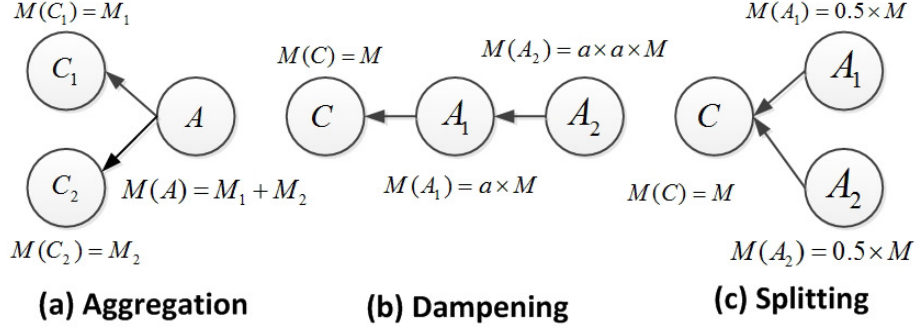 M(C₁)=M₁
C₁
A
C₂
M(A)=M₁+M₂
M(C₂)=M₂
(a) Aggregation
M(C)=M
M(A₂)=a×a×M
C
A₁
A₂
M(A₁)=a×M
(b) Dampening
M(A₁)=0.5×M
A₁
C
M(C)=M
A₂
M(A₂)=0.5×M
(c) Splitting